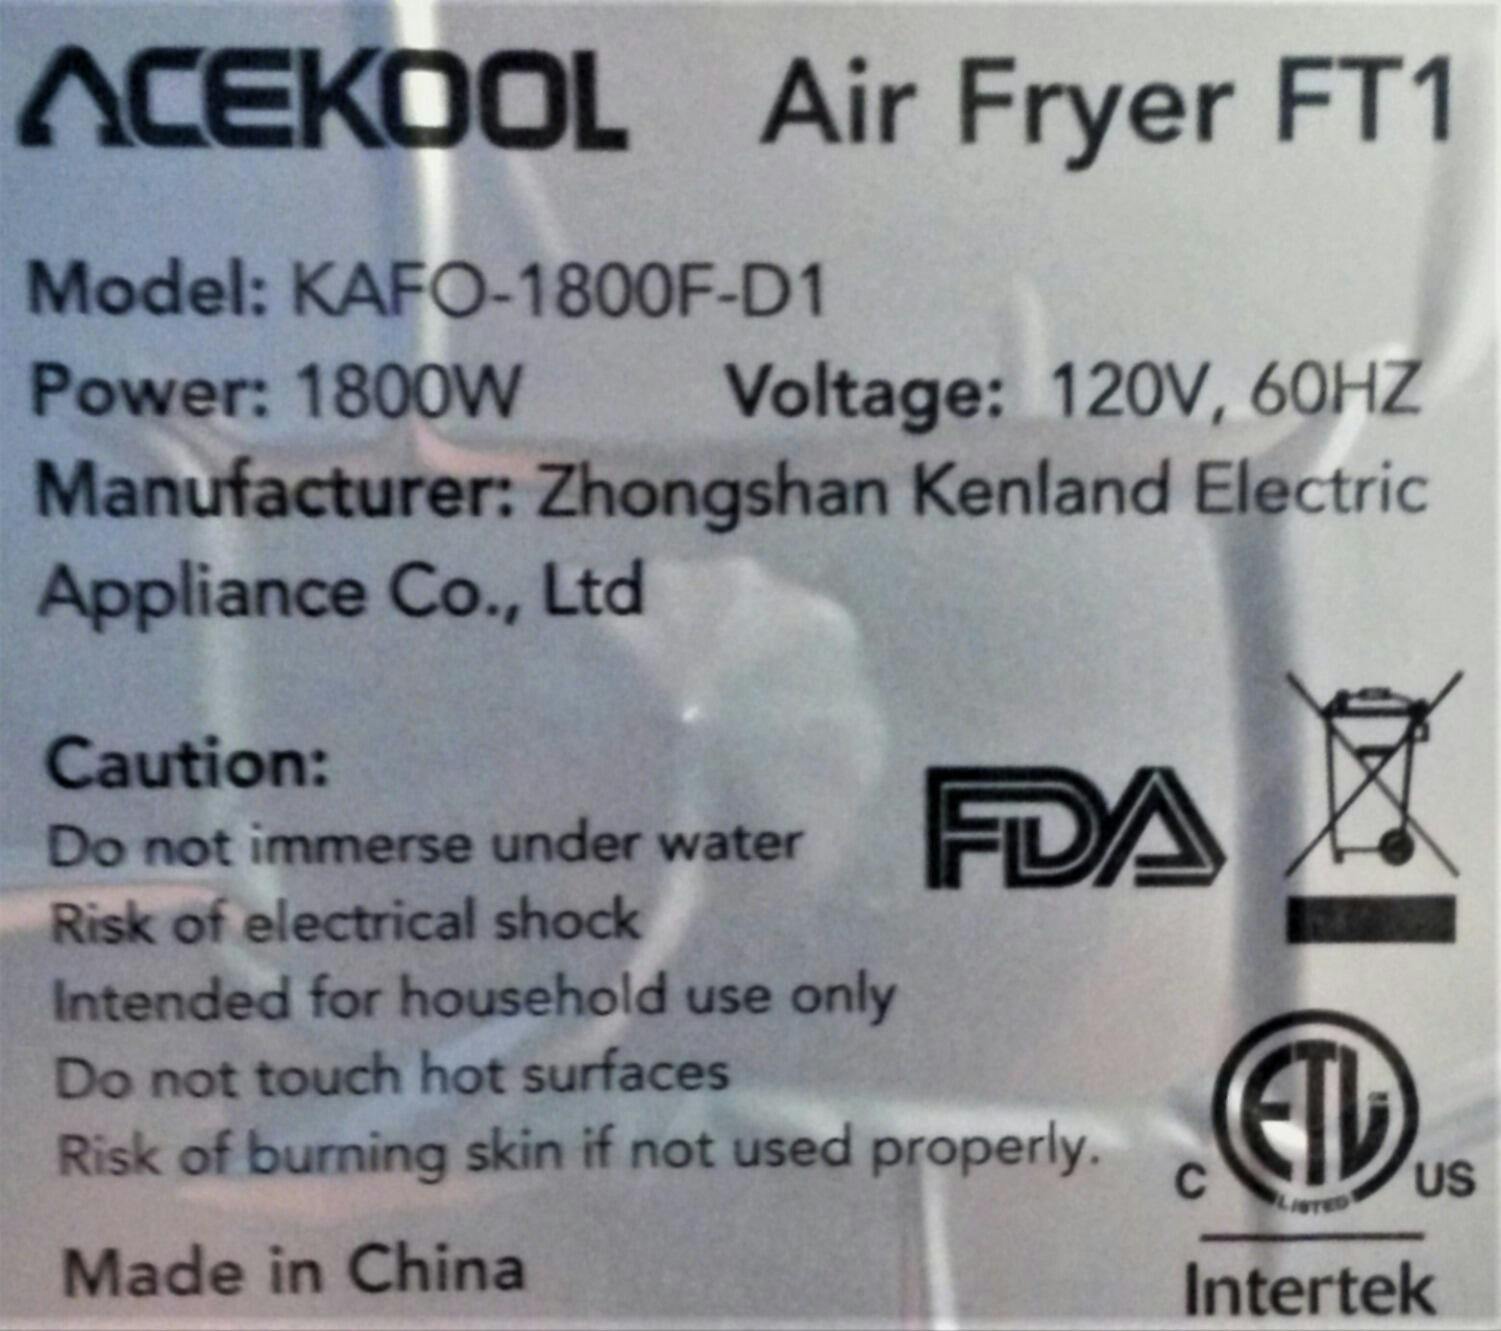 ACEKOOL Air Fryer FT1
Model: KAFO-1800F-D1
Power: 1800W Voltage: 120V, 60HZ
Manufacturer: Zhongshan Kenland Electric
Appliance Co., Ltd
Caution:
Do not immerse under water
Risk of electrical shock
Intended for household use only
Do not touch hot surfaces
Risk of burning skin if not used properly.
Made in China
FDA
ETL
LISTED
C US
Intertek